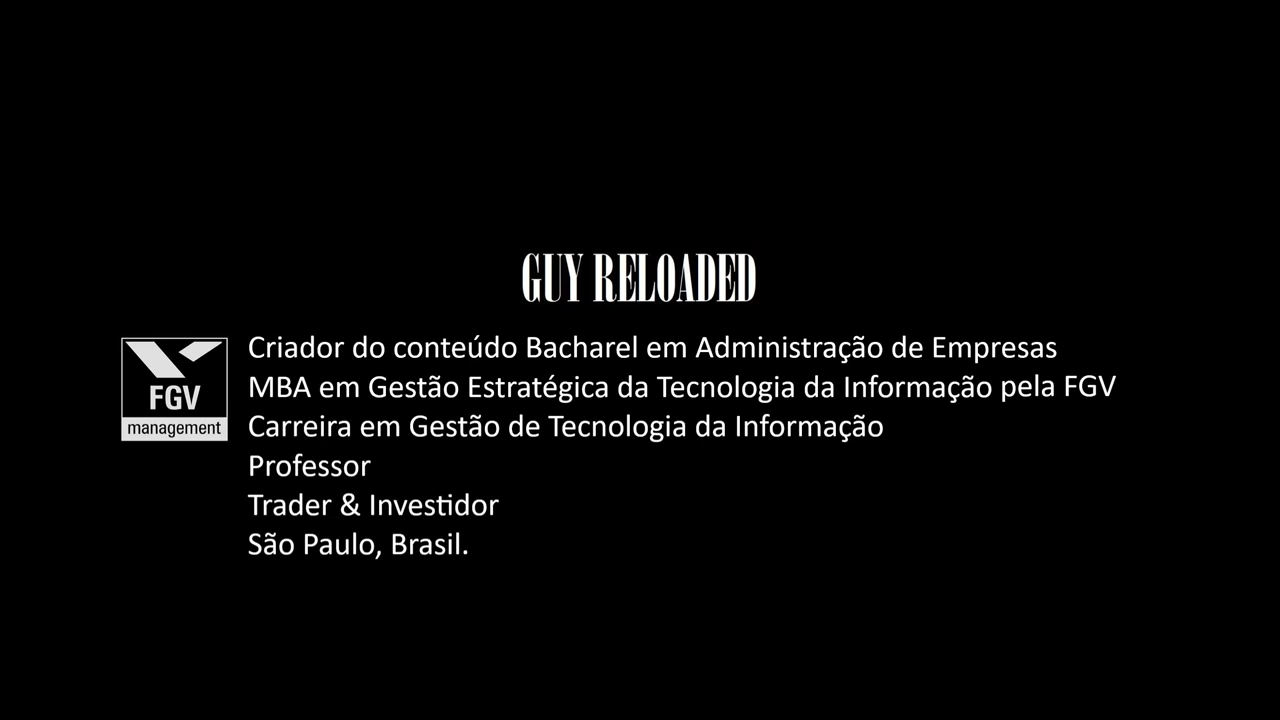 GUY RELOADED
FGV
management
Criador do conteúdo Bacharel em Administração de Empresas
MBA em Gestão Estratégica da Tecnologia da Informação pela FGV
Carreira em Gestão de Tecnologia da Informação
Professor
Trader & Investidor
São Paulo, Brasil.